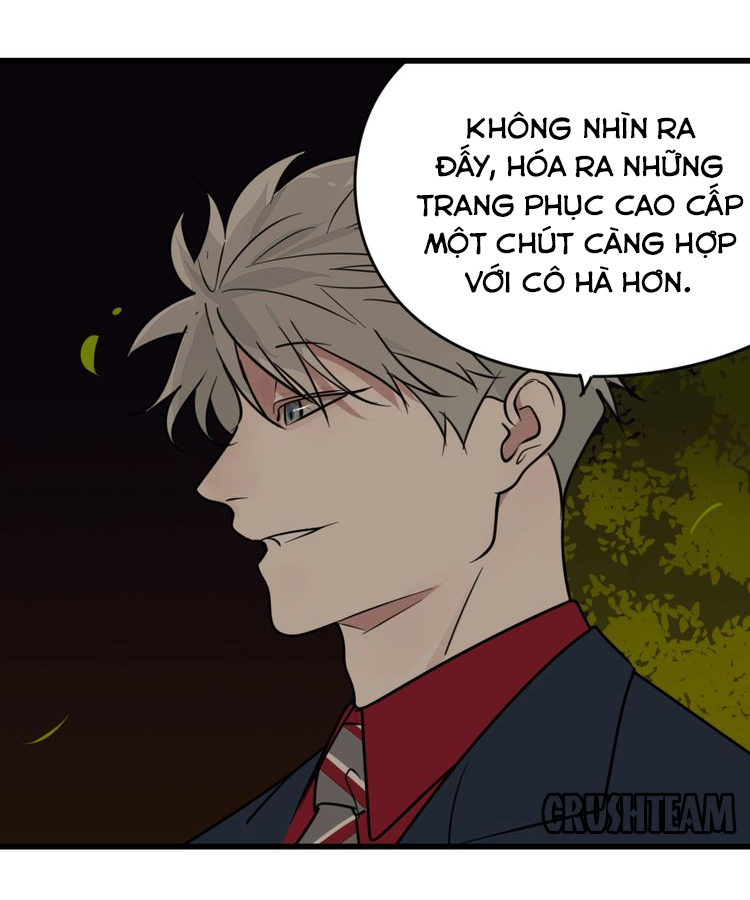 KHÔNG NHÌN RA
ĐẤY, HÓA RA NHỮNG
TRANG PHỤC CAO CẤP
MỘT CHÚT CÀNG HỢP
VỚI CÔ HÀ HƠN.
CRUSHTEAM